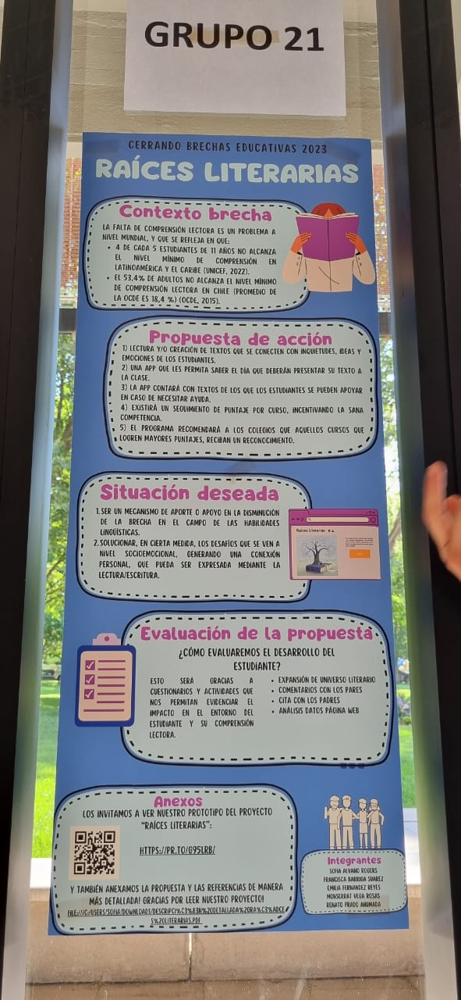 GRUPO 21
CERRANDO BRECHAS EDUCATIVAS 2023
RAÍCES LITERARIAS
Contexto brecha
LA FALTA DE COMPRENSIÓN LECTORA ES UN PROBLEMA A
NIVEL MUNDIAL, Y QUE SE REFLEJA EN QUE:
• 4 DE CADA 5 ESTUDIANTES DE 11 AÑOS NO ALCANZA
EL NIVEL MÍNIMO DE COMPRENSIÓN EN
LATINOAMÉRICA Y EL CARIBE (UNICEF, 2022).
• EL 53,4% DE ADULTOS NO ALCANZA EL NIVEL MÍNIMO
DE COMPRENSIÓN LECTORA EN CHILE (PROMEDIO DE
LA OCDE ES 18,4 %) (OCDE, 2015).
Propuesta de acción
1) LECTURA Y/O CREACIÓN DE TEXTOS QUE SE CONECTEN CON INQUIETUDES, IDEAS Y
EMOCIONES DE LOS ESTUDIANTES.
2) UNA APP QUE LES PERMITA SABER EL DÍA QUE DEBERÁN PRESENTAR SU TEXTO A
LA CLASE.
3) LA APP CONTARÁ CON TEXTOS DE LOS QUE LOS ESTUDIANTES SE PUEDEN APOYAR
EN CASO DE NECESITAR AYUDA.
4) EXISTIRÁ UN SEGUIMIENTO DE PUNTAJE POR CURSO, INCENTIVANDO LA SANA
COMPETENCIA.
5) EL PROGRAMA RECOMENDARÁ A LOS COLEGIOS QUE AQUELLOS CURSOS QUE
LOGREN MAYORES PUNTAJES, RECIBAN UN RECONOCIMIENTO.
Situación deseada
1. SER UN MECANISMO DE APORTE O APOYO EN LA DISMINUCIÓN
DE LA BRECHA EN EL CAMPO DE LAS HABILIDADES
LINGÜÍSTICAS.
2. SOLUCIONAR, EN CIERTA MEDIDA, LOS DESAFÍOS QUE SE VEN A
NIVEL SOCIOEMOCIONAL, GENERANDO UNA CONEXIÓN
PERSONAL, QUE PUEDA SER EXPRESADA MEDIANTE LA
LECTURA/ESCRITURA.
Raíces Literarias
Evaluación de la propuesta
¿CÓMO EVALUAREMOS EL DESARROLLO DEL
ESTUDIANTE?
ESTO SERÁ GRACIAS A
CUESTIONARIOS Y ACTIVIDADES QUE
NOS PERMITAN EVIDENCIAR EL
IMPACTO EN EL ENTORNO DEL
ESTUDIANTE Y SU COMPRENSIÓN
LECTORA.
• EXPANSIÓN DE UNIVERSO LITERARIO
• COMENTARIOS CON LOS PARES
• CITA CON LOS PADRES
• ANÁLISIS DATOS PÁGINA WEB
Anexos
LOS INVITAMOS A VER NUESTRO PROTOTIPO DEL PROYECTO
"RAÍCES LITERARIAS":
HTTPS://PR.TO/G95LRB/
Y TAMBIÉN ANEXAMOS LA PROPUESTA Y LAS REFERENCIAS DE MANERA
MÁS DETALLADA! GRACIAS POR LEER NUESTRO PROYECTO!
FILE:///C:/USERS/SOFIA/DOWNLOADS/DESCRIPCI%C3%B3N%20DETALLADA%20RA%C3%ADCE
S%20LITERARIAS.PDF
Integrantes
SOFIA ALVANO ROGERS
FRANCISCA BARRIGA SUAREZ
EMILIA FERNANDEZ REYES
MONSERRAT VEGA ROSAS
RENATO PRADO AHUMADA